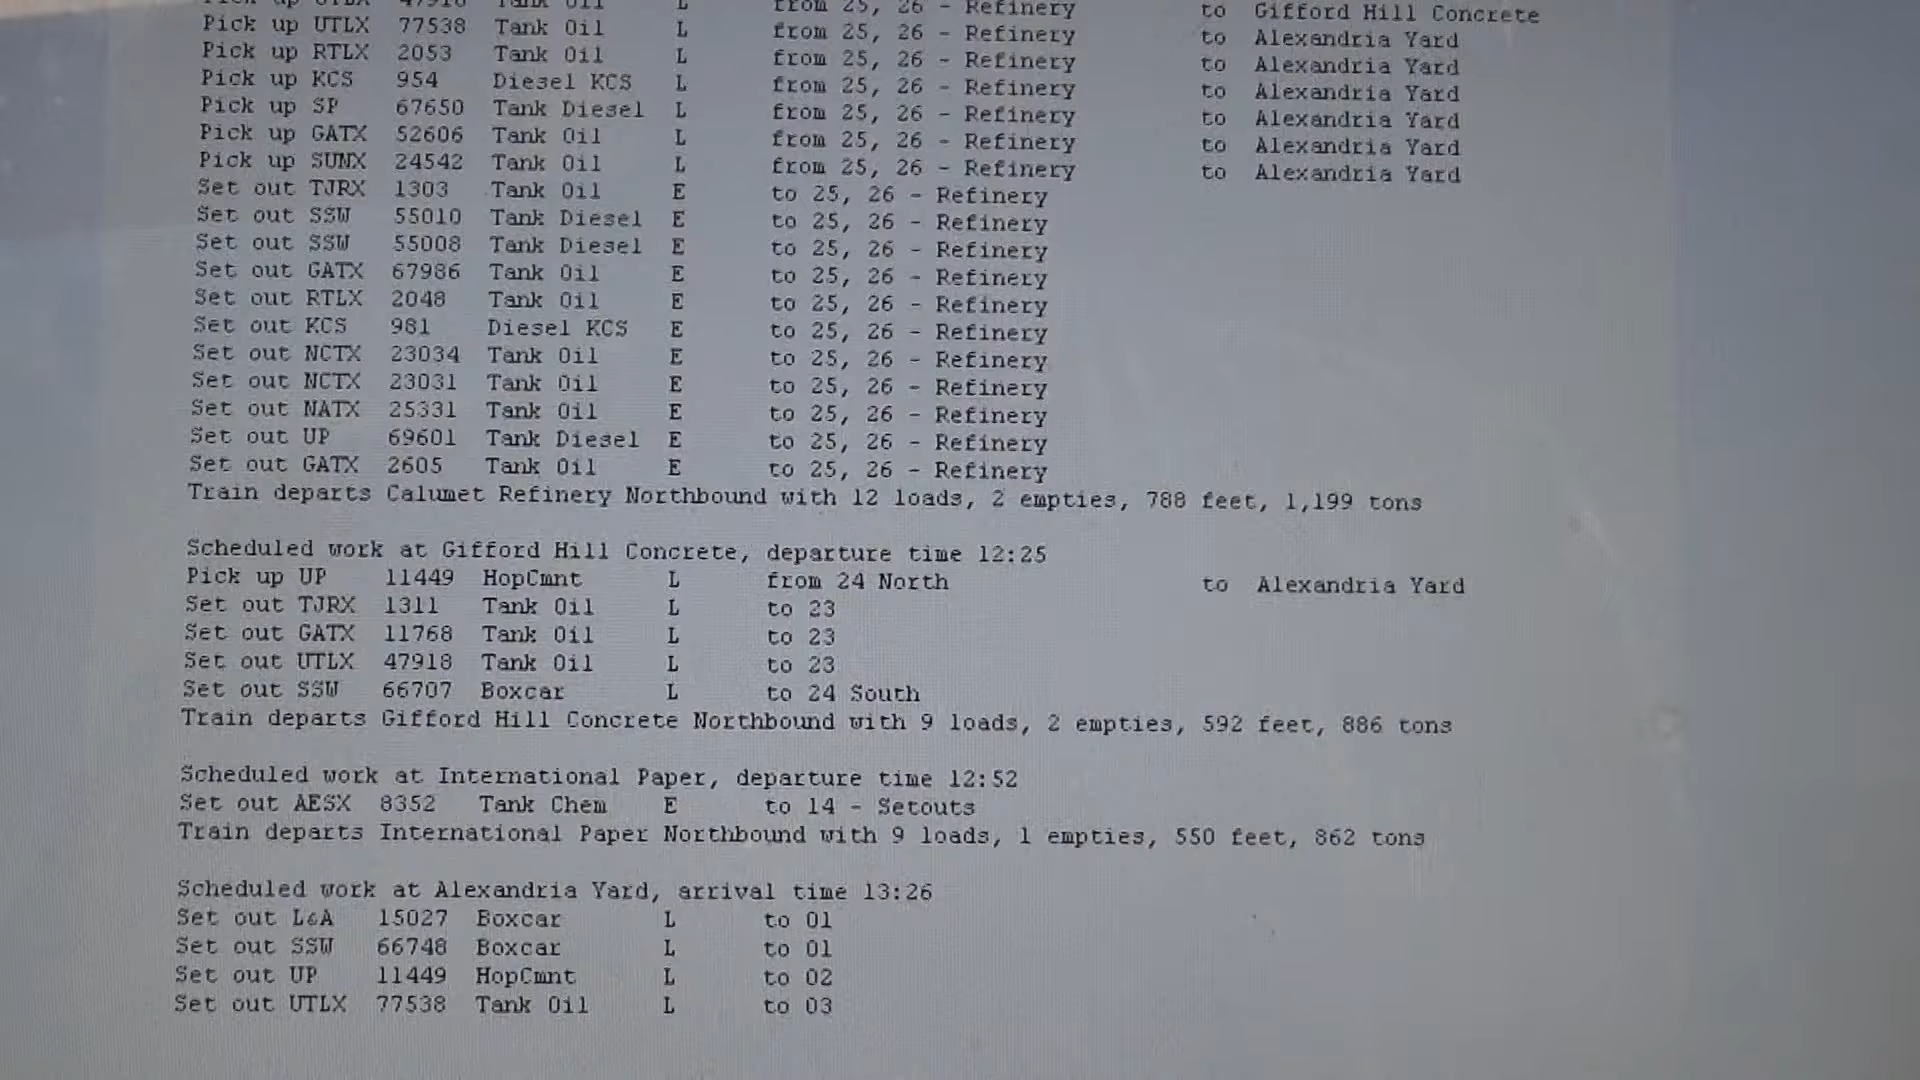 Pick up UTLX 47918 Tank Oil L from 25, 26 - Refinery to Gifford Hill Concrete
Pick up UTLX 77538 Tank Oil L from 25, 26 - Refinery to Alexandria Yard
Pick up RTLX 2053 Tank Oil L from 25, 26 - Refinery to Alexandria Yard
Pick up KCS 954 Diesel KCS L from 25, 26 - Refinery to Alexandria Yard
Pick up SP 67650 Tank Diesel L from 25, 26 - Refinery to Alexandria Yard
Pick up GATX 52606 Tank Oil L from 25, 26 - Refinery to Alexandria Yard
Pick up SUNX 24542 Tank Oil L from 25, 26 - Refinery to Alexandria Yard
Set out TJRX 1303 Tank Oil E to 25, 26 - Refinery
Set out SSW 55010 Tank Diesel E to 25, 26 - Refinery
Set out SSW 55008 Tank Diesel E to 25, 26 - Refinery
Set out GATX 67986 Tank Oil E to 25, 26 - Refinery
Set out RTLX 2048 Tank Oil E to 25, 26 - Refinery
Set out KCS 981 Diesel KCS E to 25, 26 - Refinery
Set out NCTX 23034 Tank Oil E to 25, 26 - Refinery
Set out NCTX 23031 Tank Oil E to 25, 26 - Refinery
Set out NATX 25331 Tank Oil E to 25, 26 - Refinery
Set out UP 69601 Tank Diesel E to 25, 26 - Refinery
Set out GATX 2605 Tank Oil E to 25, 26 - Refinery
Train departs Calumet Refinery Northbound with 12 loads, 2 empties, 788 feet, 1,199 tons
Scheduled work at Gifford Hill Concrete, departure time 12:25
Pick up UP 11449 HopCmnt L from 24 North to Alexandria Yard
Set out TJRX 1311 Tank Oil L to 23
Set out GATX 11768 Tank Oil L to 23
Set out UTLX 47918 Tank Oil L to 23
Set out SSW 66707 Boxcar L to 24 South
Train departs Gifford Hill Concrete Northbound with 9 loads, 2 empties, 592 feet, 886 tons
Scheduled work at International Paper, departure time 12:52
Set out AESX 8352 Tank Chem E to 14 - Setouts
Train departs International Paper Northbound with 9 loads, 1 empties, 550 feet, 862 tons
Scheduled work at Alexandria Yard, arrival time 13:26
Set out L&A 15027 Boxcar L to 01
Set out SSW 66748 Boxcar L to 01
Set out UP 11449 HopCmnt L to 02
Set out UTLX 77538 Tank Oil L to 03